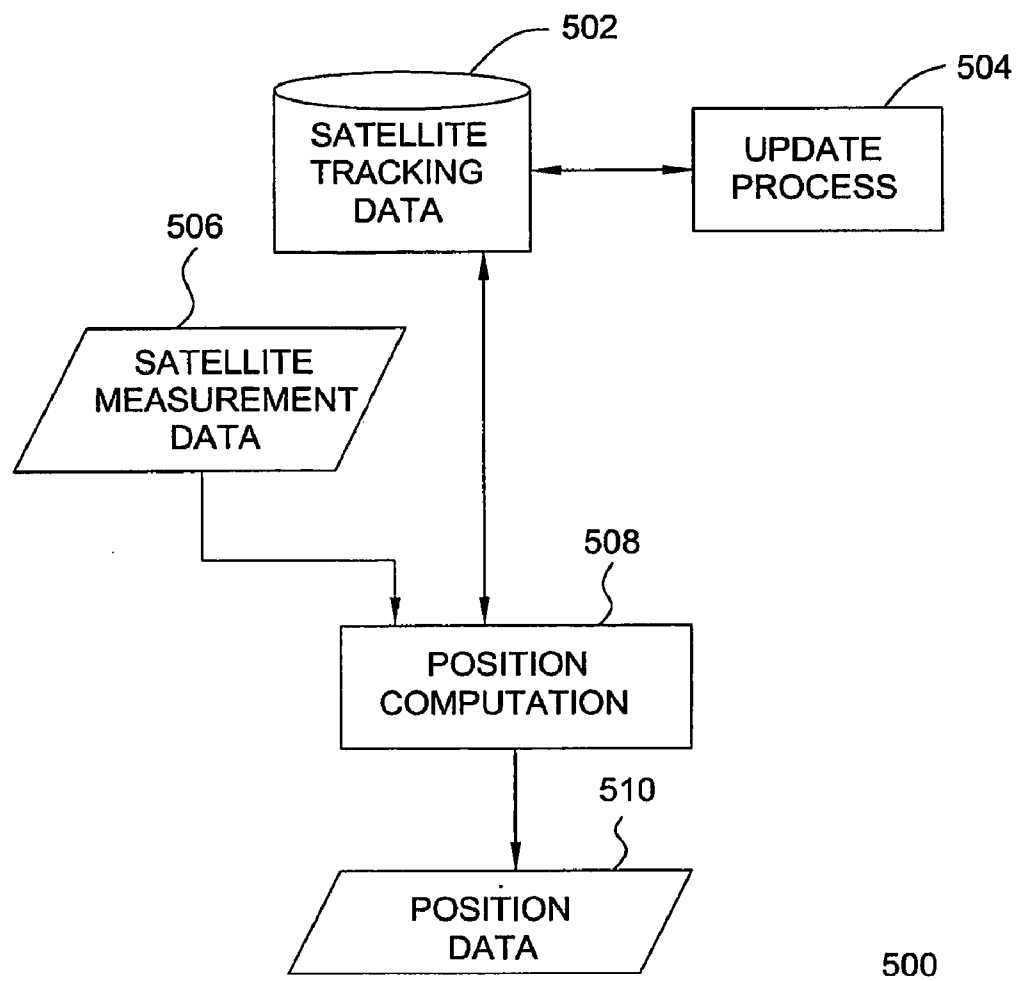 502
504
SATELLITE
TRACKING
DATA
UPDATE
PROCESS
506
SATELLITE
MEASUREMENT
DATA
508
POSITION
COMPUTATION
510
POSITION
DATA
500